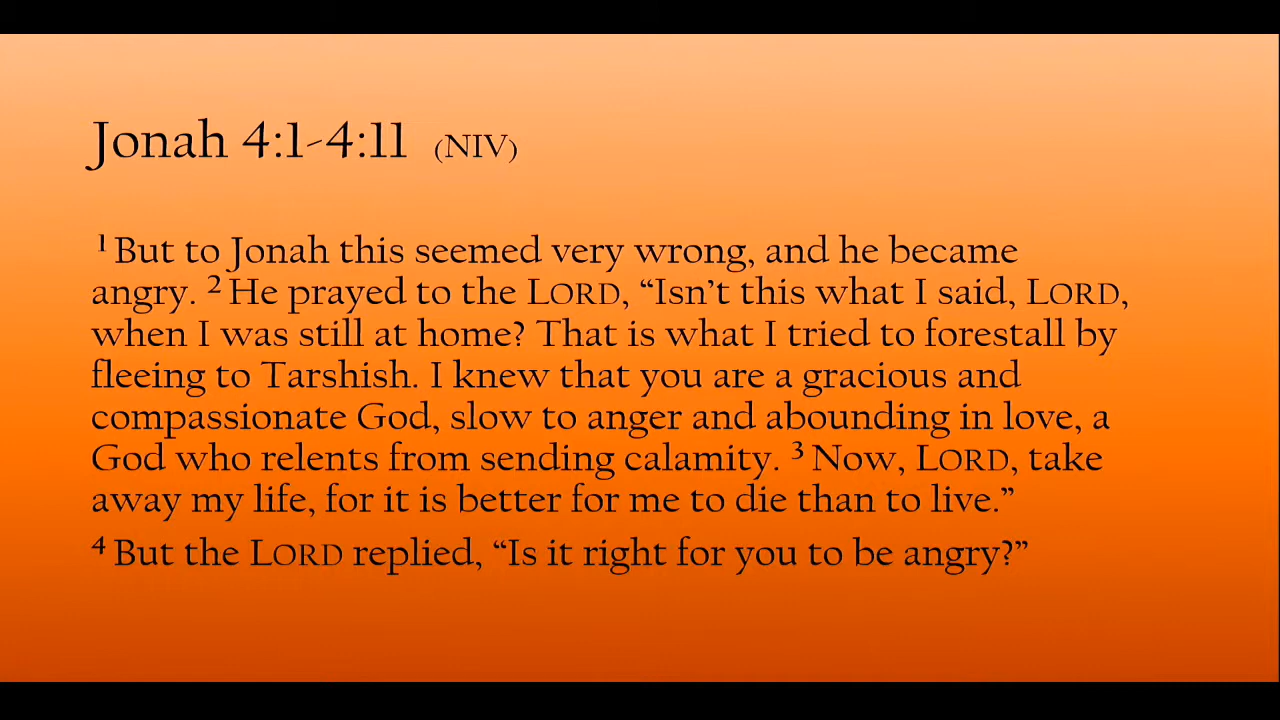 Jonah 4:1-4:11 (NIV)
¹ But to Jonah this seemed very wrong, and he became
angry. ² He prayed to the LORD, “Isn’t this what I said, LORD,
when I was still at home? That is what I tried to forestall by
fleeing to Tarshish. I knew that you are a gracious and
compassionate God, slow to anger and abounding in love, a
God who relents from sending calamity. ³ Now, LORD, take
away my life, for it is better for me to die than to live.”
⁴ But the LORD replied, “Is it right for you to be angry?”